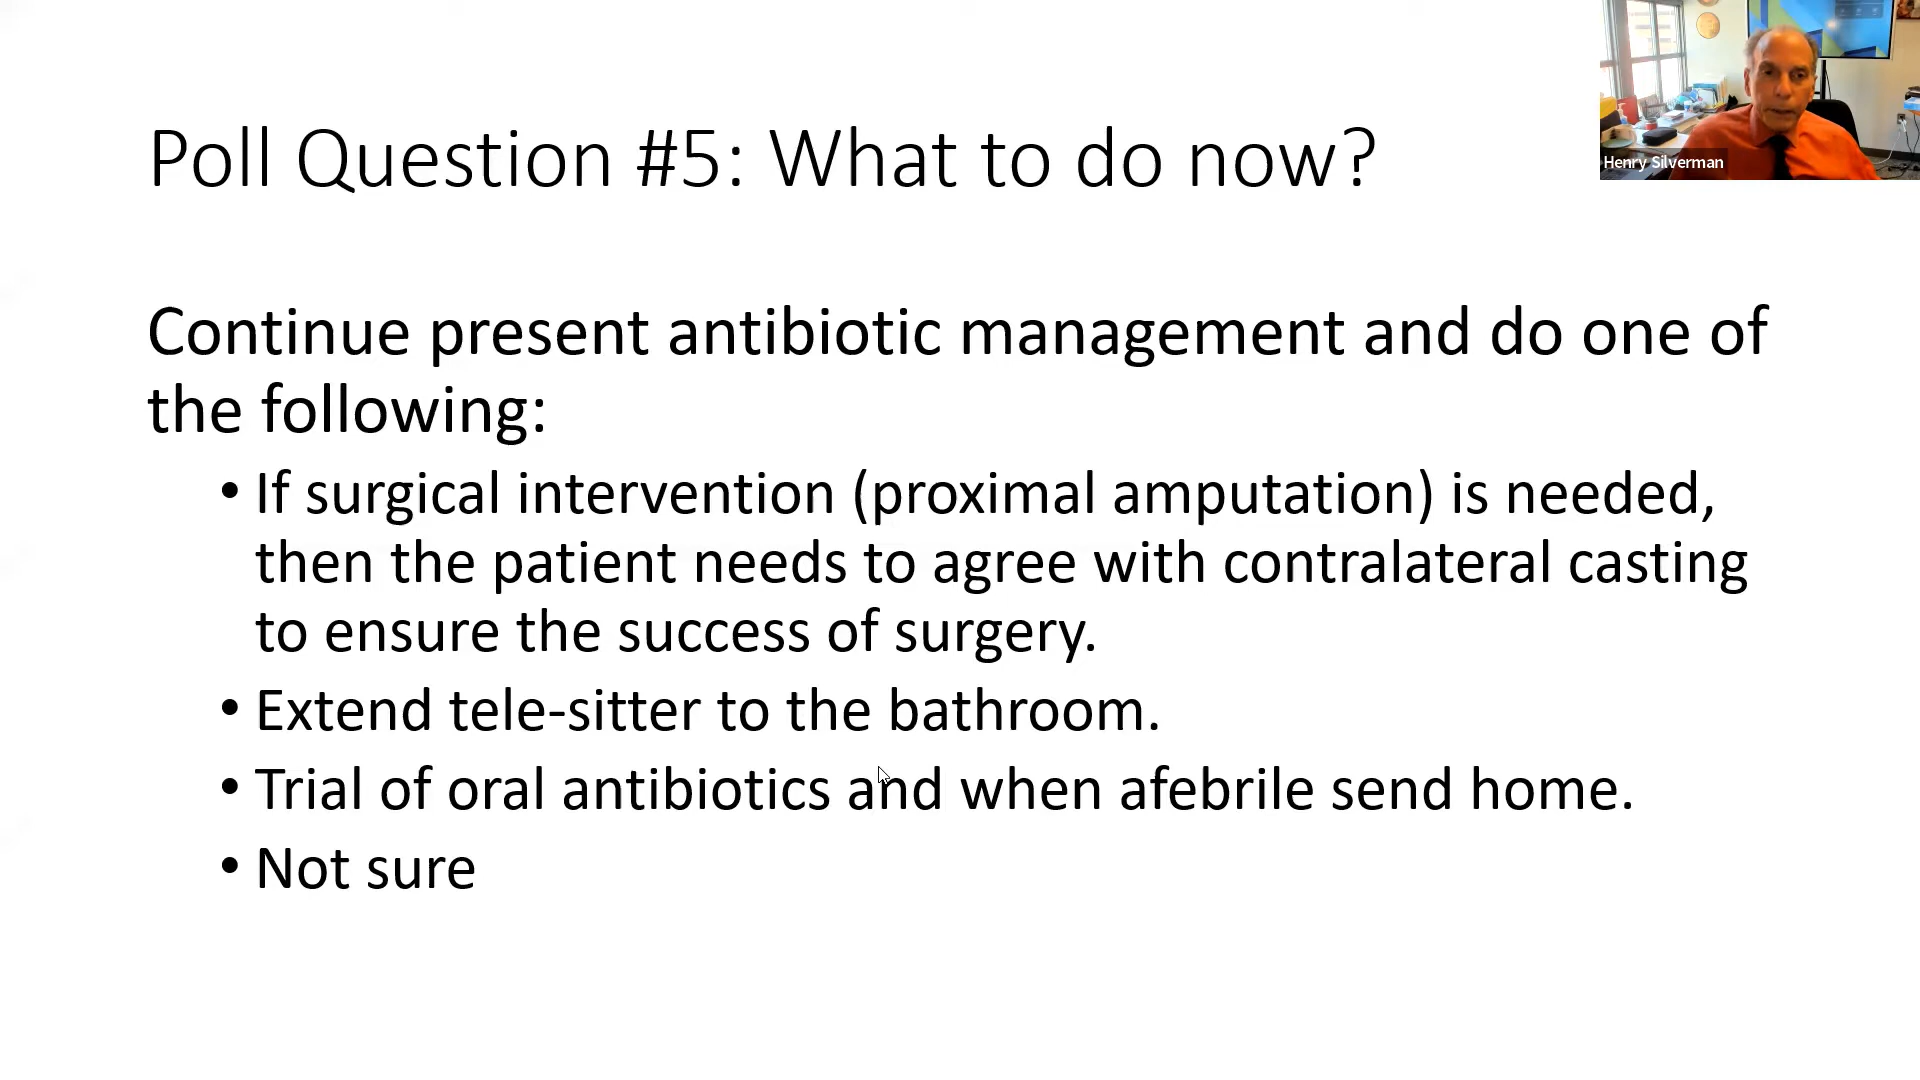 Poll Question #5: What to do now?
Henry Silverman
Continue present antibiotic management and do one of
the following:
• If surgical intervention (proximal amputation) is needed,
then the patient needs to agree with contralateral casting
to ensure the success of surgery.
• Extend tele-sitter to the bathroom.
• Trial of oral antibiotics and when afebrile send home.
• Not sure